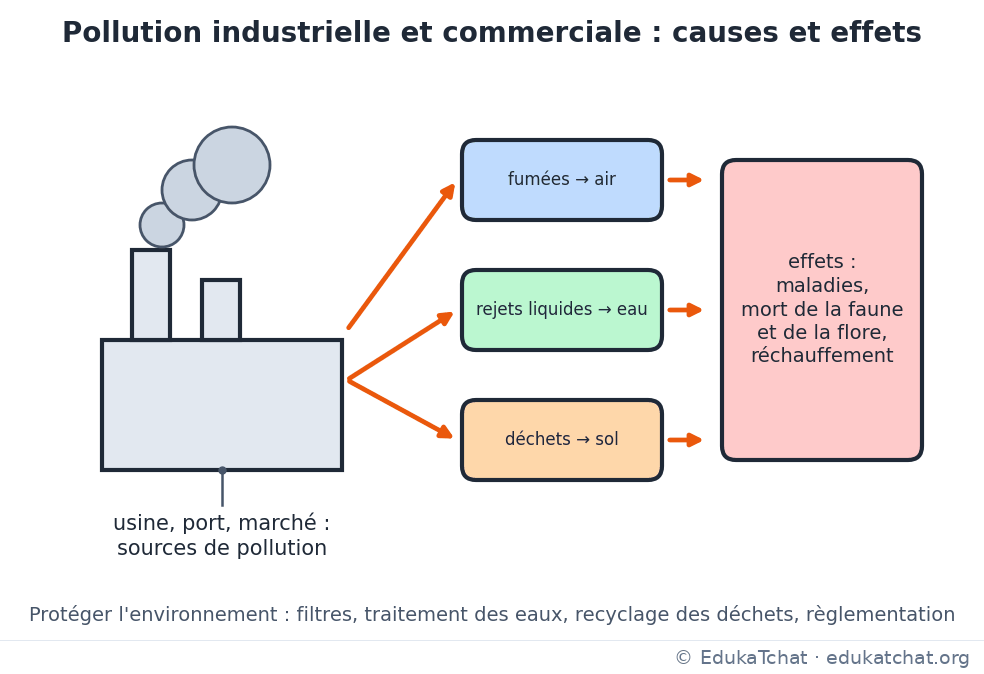 Pollution industrielle et commerciale : causes et effets
fumées → air
rejets liquides → eau
déchets → sol
effets :
maladies,
mort de la faune
et de la flore,
réchauffement
usine, port, marché :
sources de pollution
Protéger l'environnement : filtres, traitement des eaux, recyclage des déchets, règlementation
© EdukaTchat · edukatchat.org